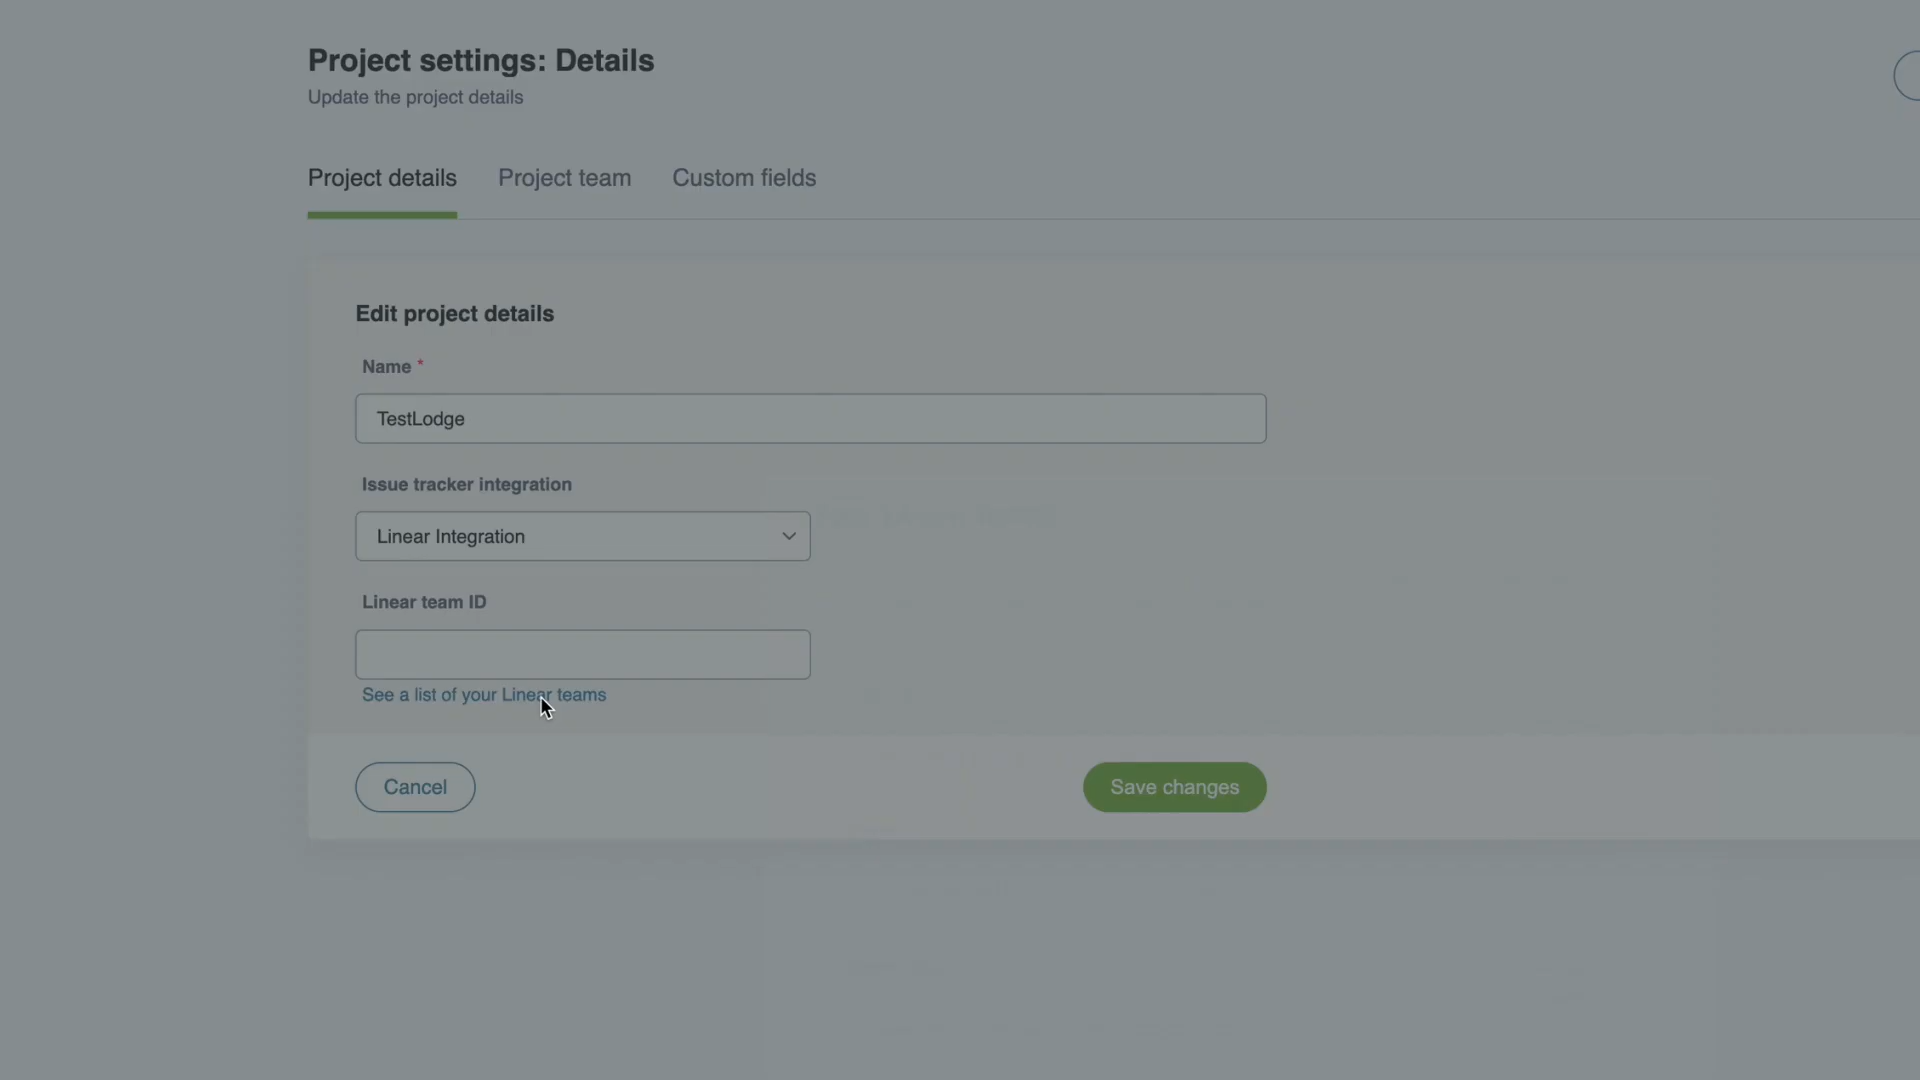 Project settings: Details
Update the project details
Project details Project team Custom fields
Edit project details
Name *
TestLodge
Issue tracker integration
Linear Integration
Linear team ID
See a list of your Linear teams
Cancel Save changes